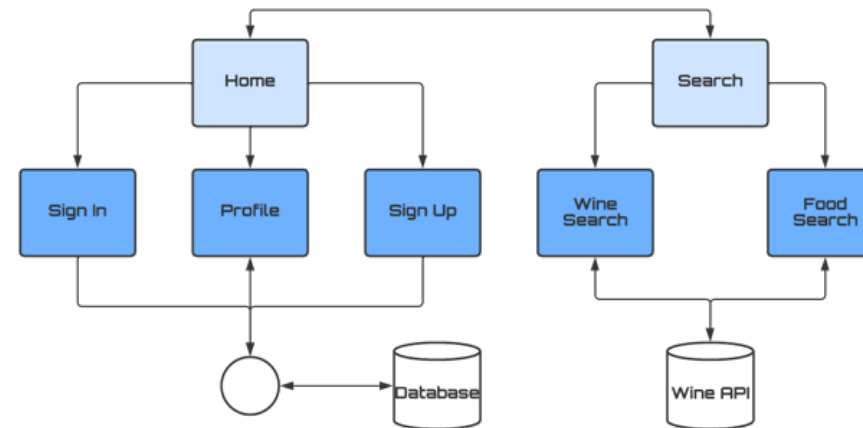 Home
Search
Sign In
Profile
Sign Up
Wine
Search
Food
Search
Database
Wine API